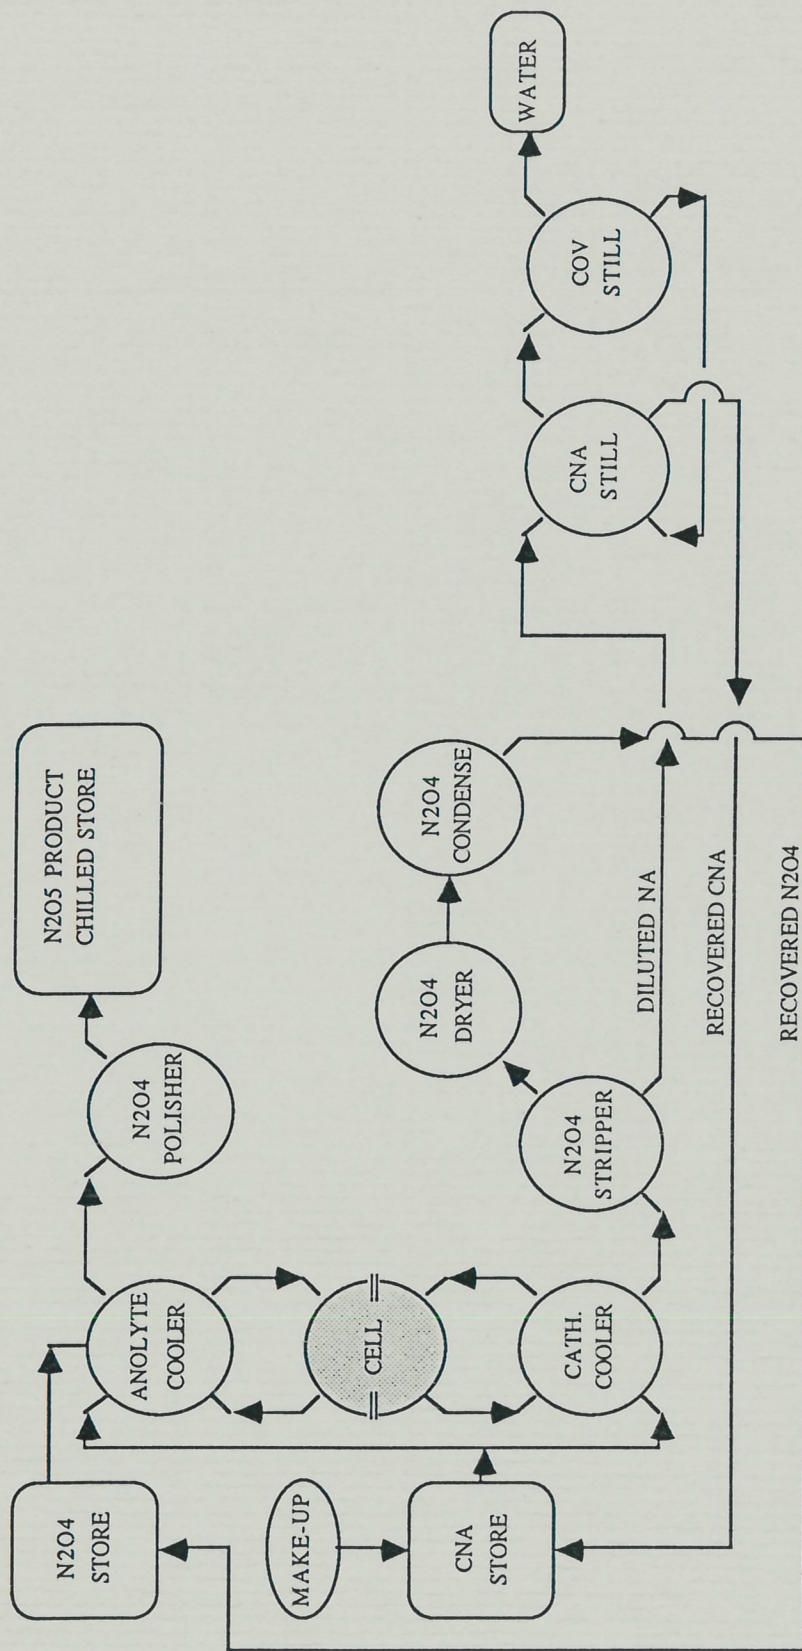 N2O4
STORE
MAKE-UP
CNA
STORE
ANOLYTE
COOLER
CELL
CATH.
COOLER
N2O4
POLISHER
N2O5 PRODUCT
CHILLED STORE
N2O4
STRIPPER
N2O4
DRYER
N2O4
CONDENSE
DILUTED NA
RECOVERED CNA
RECOVERED N2O4
CNA
STILL
COV
STILL
WATER